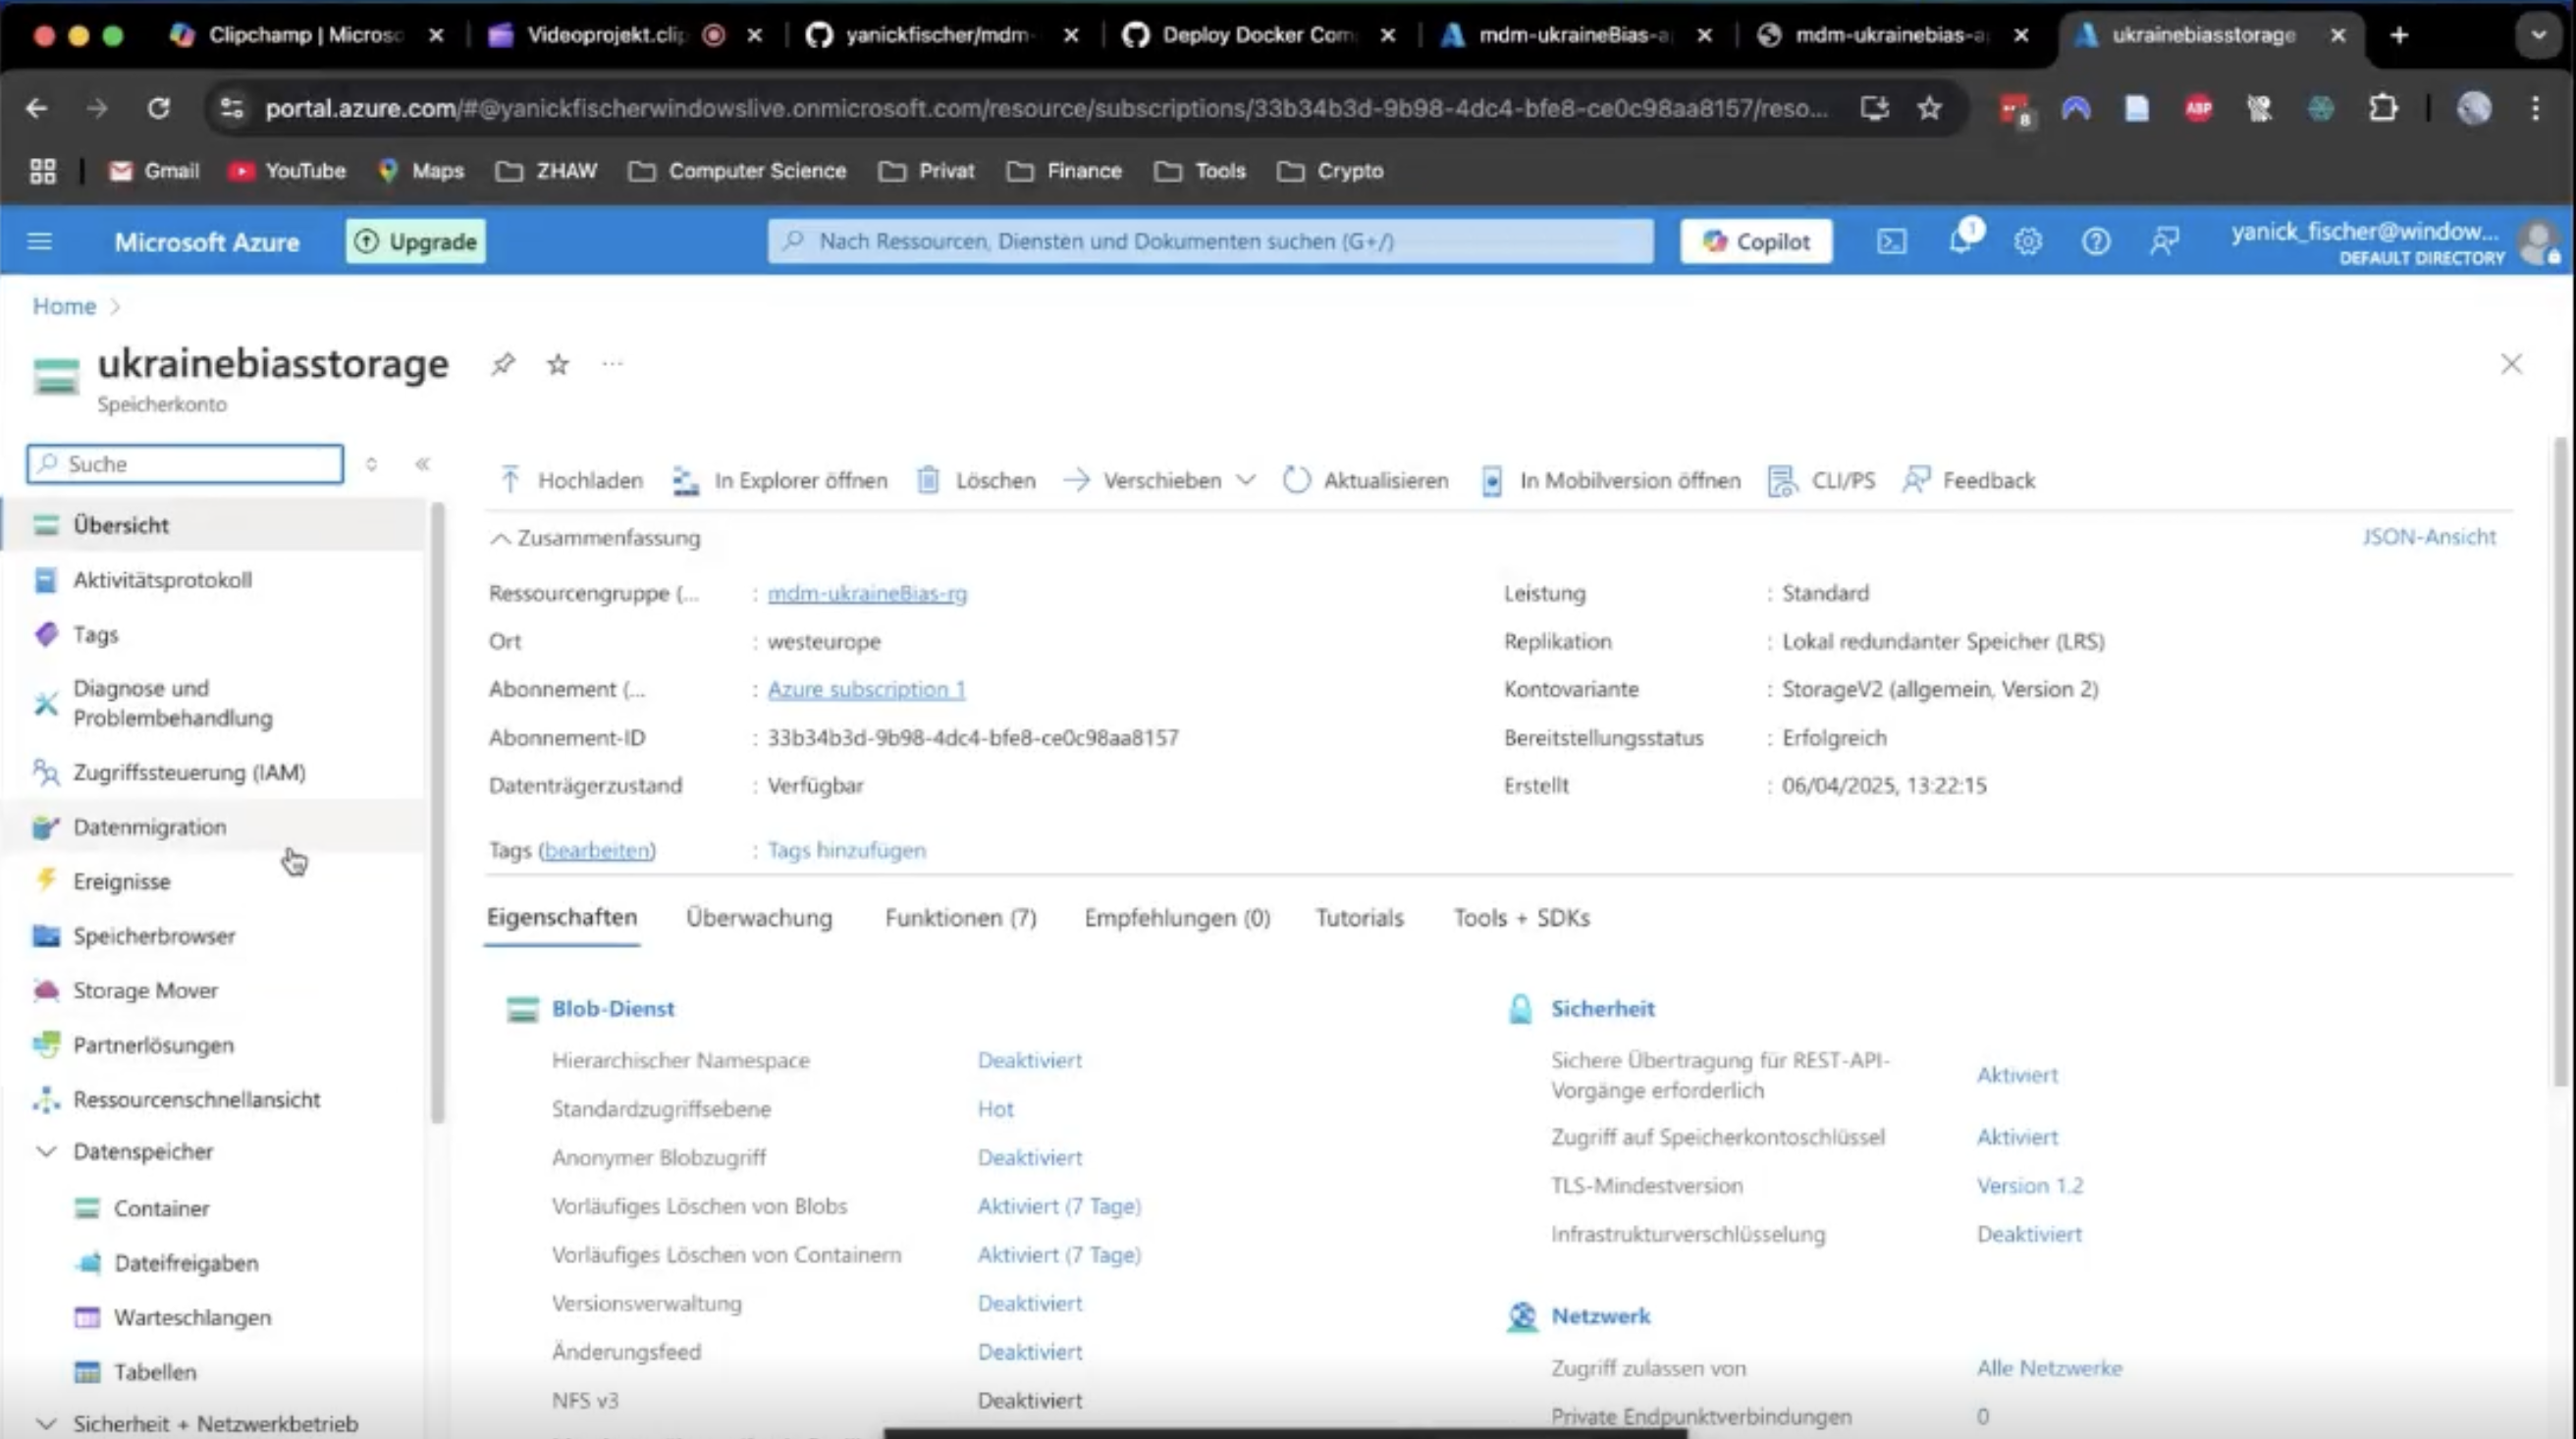 Clipchamp | Microso
Videoprojekt.clip
yanickfischer/mdm-
Deploy Docker Com
mdm-ukraineBias-a
mdm-ukrainebias-a
ukrainebiasstorage
portal.azure.com/#@yanickfischerwindowslive.onmicrosoft.com/resource/subscriptions/33b34b3d-9b98-4dc4-bfe8-ce0c98aa8157/reso...
8
ABP
Gmail
YouTube
Maps
ZHAW
Computer Science
Privat
Finance
Tools
Crypto
Microsoft Azure
Upgrade
Nach Ressourcen, Diensten und Dokumenten suchen (G+/)
Copilot
1
yanick_fischer@window...
DEFAULT DIRECTORY
Home >
ukrainebiasstorage
Speicherkonto
Suche
Übersicht
Aktivitätsprotokoll
Tags
Diagnose und
Problembehandlung
Zugriffssteuerung (IAM)
Datenmigration
Ereignisse
Speicherbrowser
Storage Mover
Partnerlösungen
Ressourcenschnellansicht
Datenspeicher
Container
Dateifreigaben
Warteschlangen
Tabellen
Sicherheit + Netzwerkbetrieb
Hochladen
In Explorer öffnen
Löschen
Verschieben
Aktualisieren
In Mobilversion öffnen
CLI/PS
Feedback
Zusammenfassung
JSON-Ansicht
Ressourcengruppe (... : mdm-ukraineBias-rg
Ort : westeurope
Abonnement (... : Azure subscription 1
Abonnement-ID : 33b34b3d-9b98-4dc4-bfe8-ce0c98aa8157
Datenträgerzustand : Verfügbar
Leistung : Standard
Replikation : Lokal redundanter Speicher (LRS)
Kontovariante : StorageV2 (allgemein, Version 2)
Bereitstellungsstatus : Erfolgreich
Erstellt : 06/04/2025, 13:22:15
Tags (bearbeiten) : Tags hinzufügen
Eigenschaften
Überwachung
Funktionen (7)
Empfehlungen (0)
Tutorials
Tools + SDKs
Blob-Dienst
Hierarchischer Namespace Deaktiviert
Standardzugriffsebene Hot
Anonymer Blobzugriff Deaktiviert
Vorläufiges Löschen von Blobs Aktiviert (7 Tage)
Vorläufiges Löschen von Containern Aktiviert (7 Tage)
Versionsverwaltung Deaktiviert
Änderungsfeed Deaktiviert
NFS v3 Deaktiviert
Sicherheit
Sichere Übertragung für REST-API-
Vorgänge erforderlich Aktiviert
Zugriff auf Speicherkontoschlüssel Aktiviert
TLS-Mindestversion Version 1.2
Infrastrukturverschlüsselung Deaktiviert
Netzwerk
Zugriff zulassen von Alle Netzwerke
Private Endpunktverbindungen 0